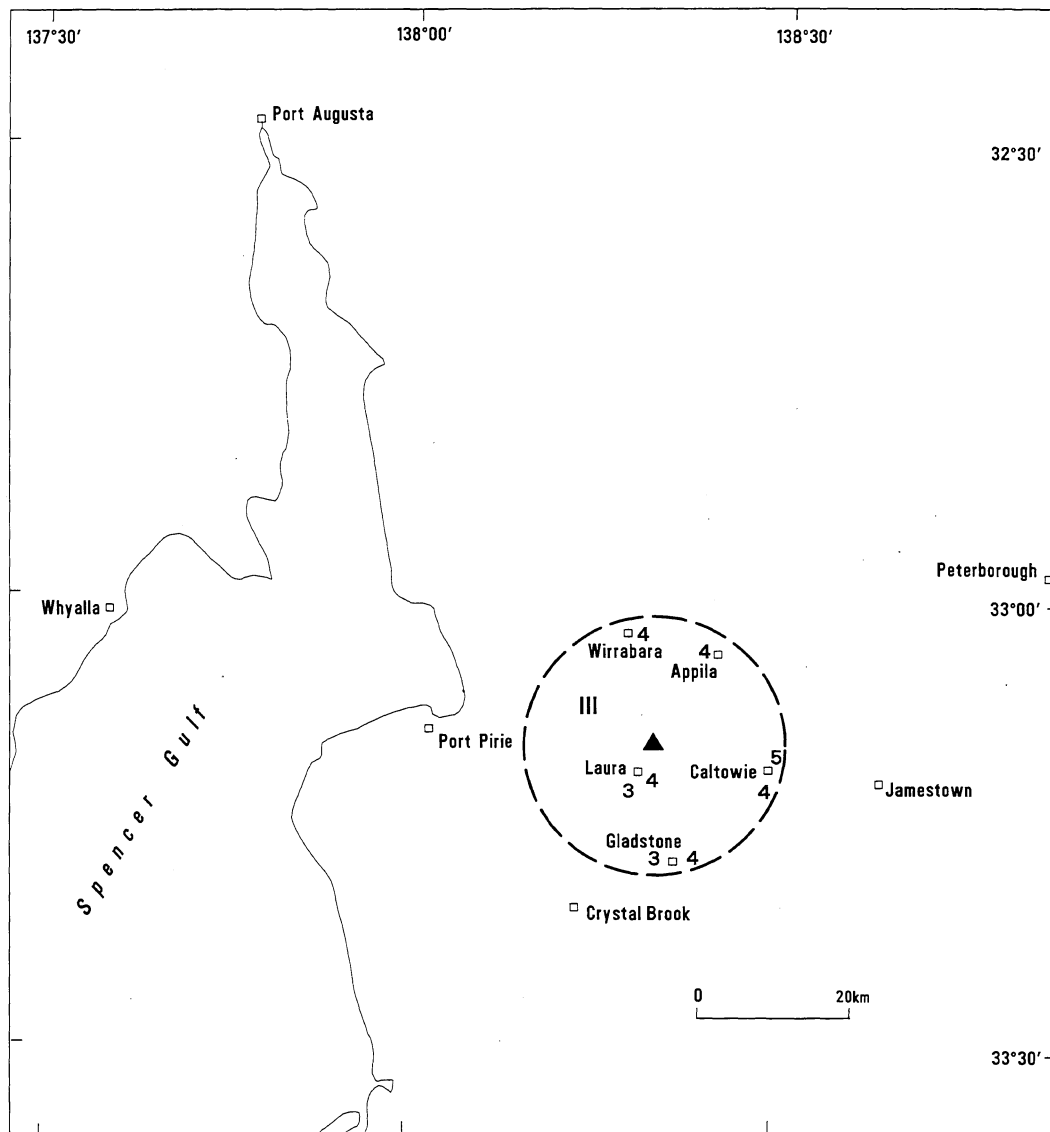 137°30' 138°00' 138°30'
Port Augusta
32°30'
Peterborough
Whyalla
33°00'
4
Wirrabara
4
Appila
III
Port Pirie
Spencer Gulf
5
Laura 4 Caltowie
3 4
Jamestown
Gladstone
3 4
Crystal Brook
0 20km
33°30'